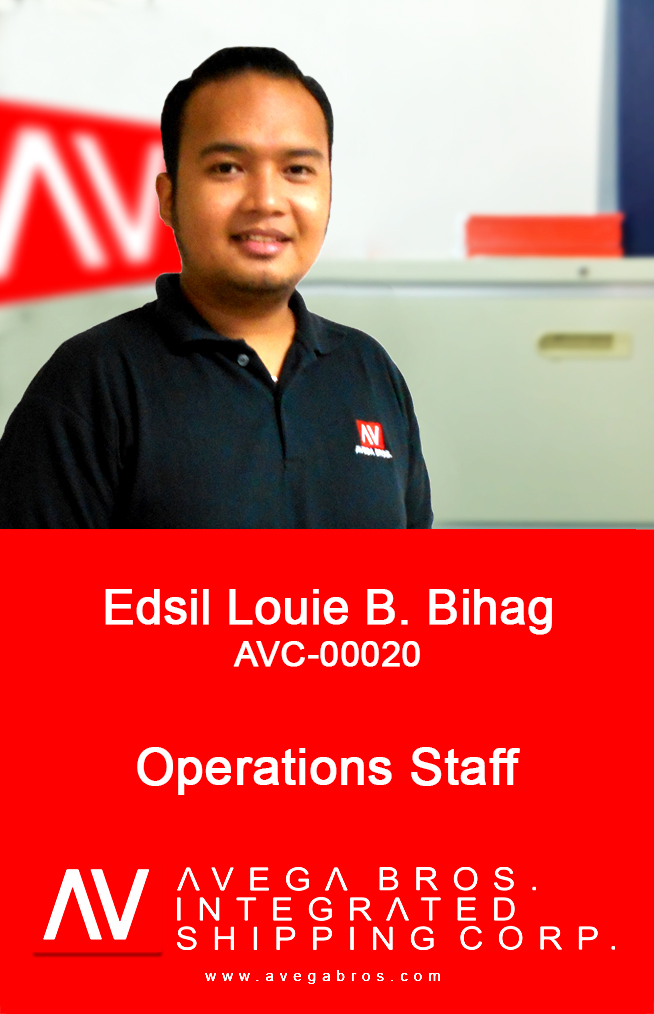 AV
AV
AVEGA BROS.
Edsil Louie B. Bihag
AVC-00020
Operations Staff
AV
AVEGA BROS.
INTEGRATED
SHIPPING CORP.
www.avegabros.com